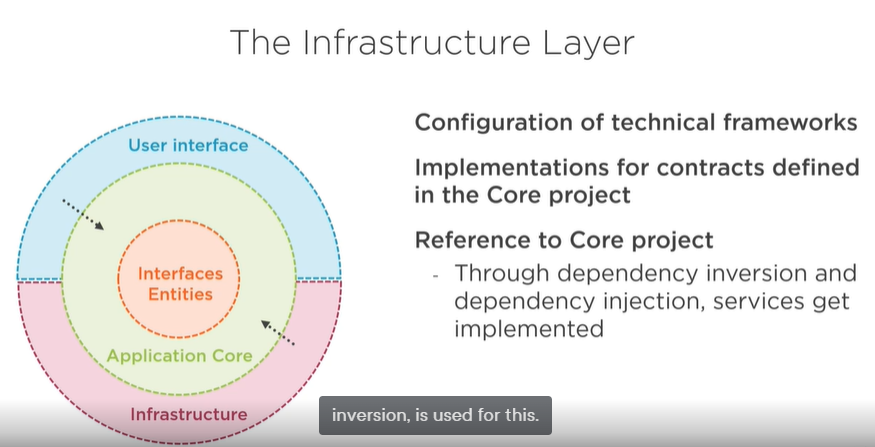 The Infrastructure Layer
User interface
Interfaces
Entities
Application Core
Infrastructure
Configuration of technical frameworks
Implementations for contracts defined
in the Core project
Reference to Core project
- Through dependency inversion and
dependency injection, services get
implemented
inversion, is used for this.